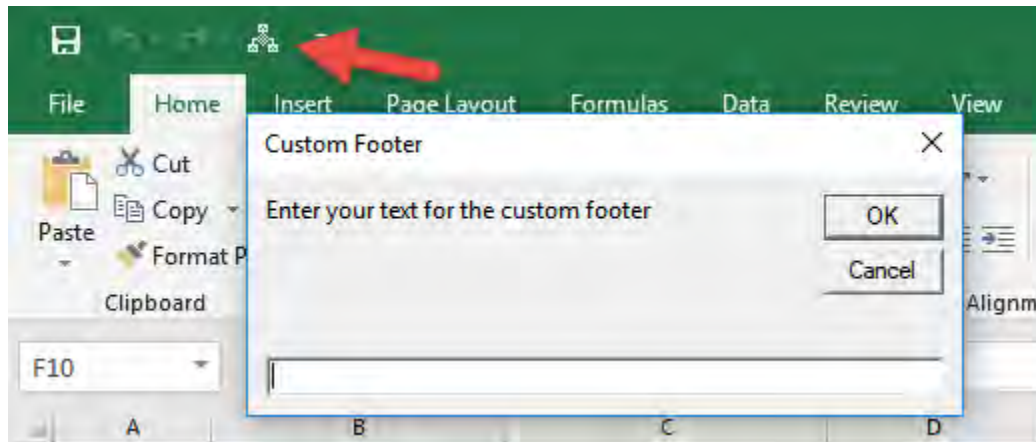 File Home Insert Page Layout Formulas Data Review View
Custom Footer
Cut
Enter your text for the custom footer
OK
Copy
Paste
Format P
Cancel
Clipboard
Alignm
F10
A B C D